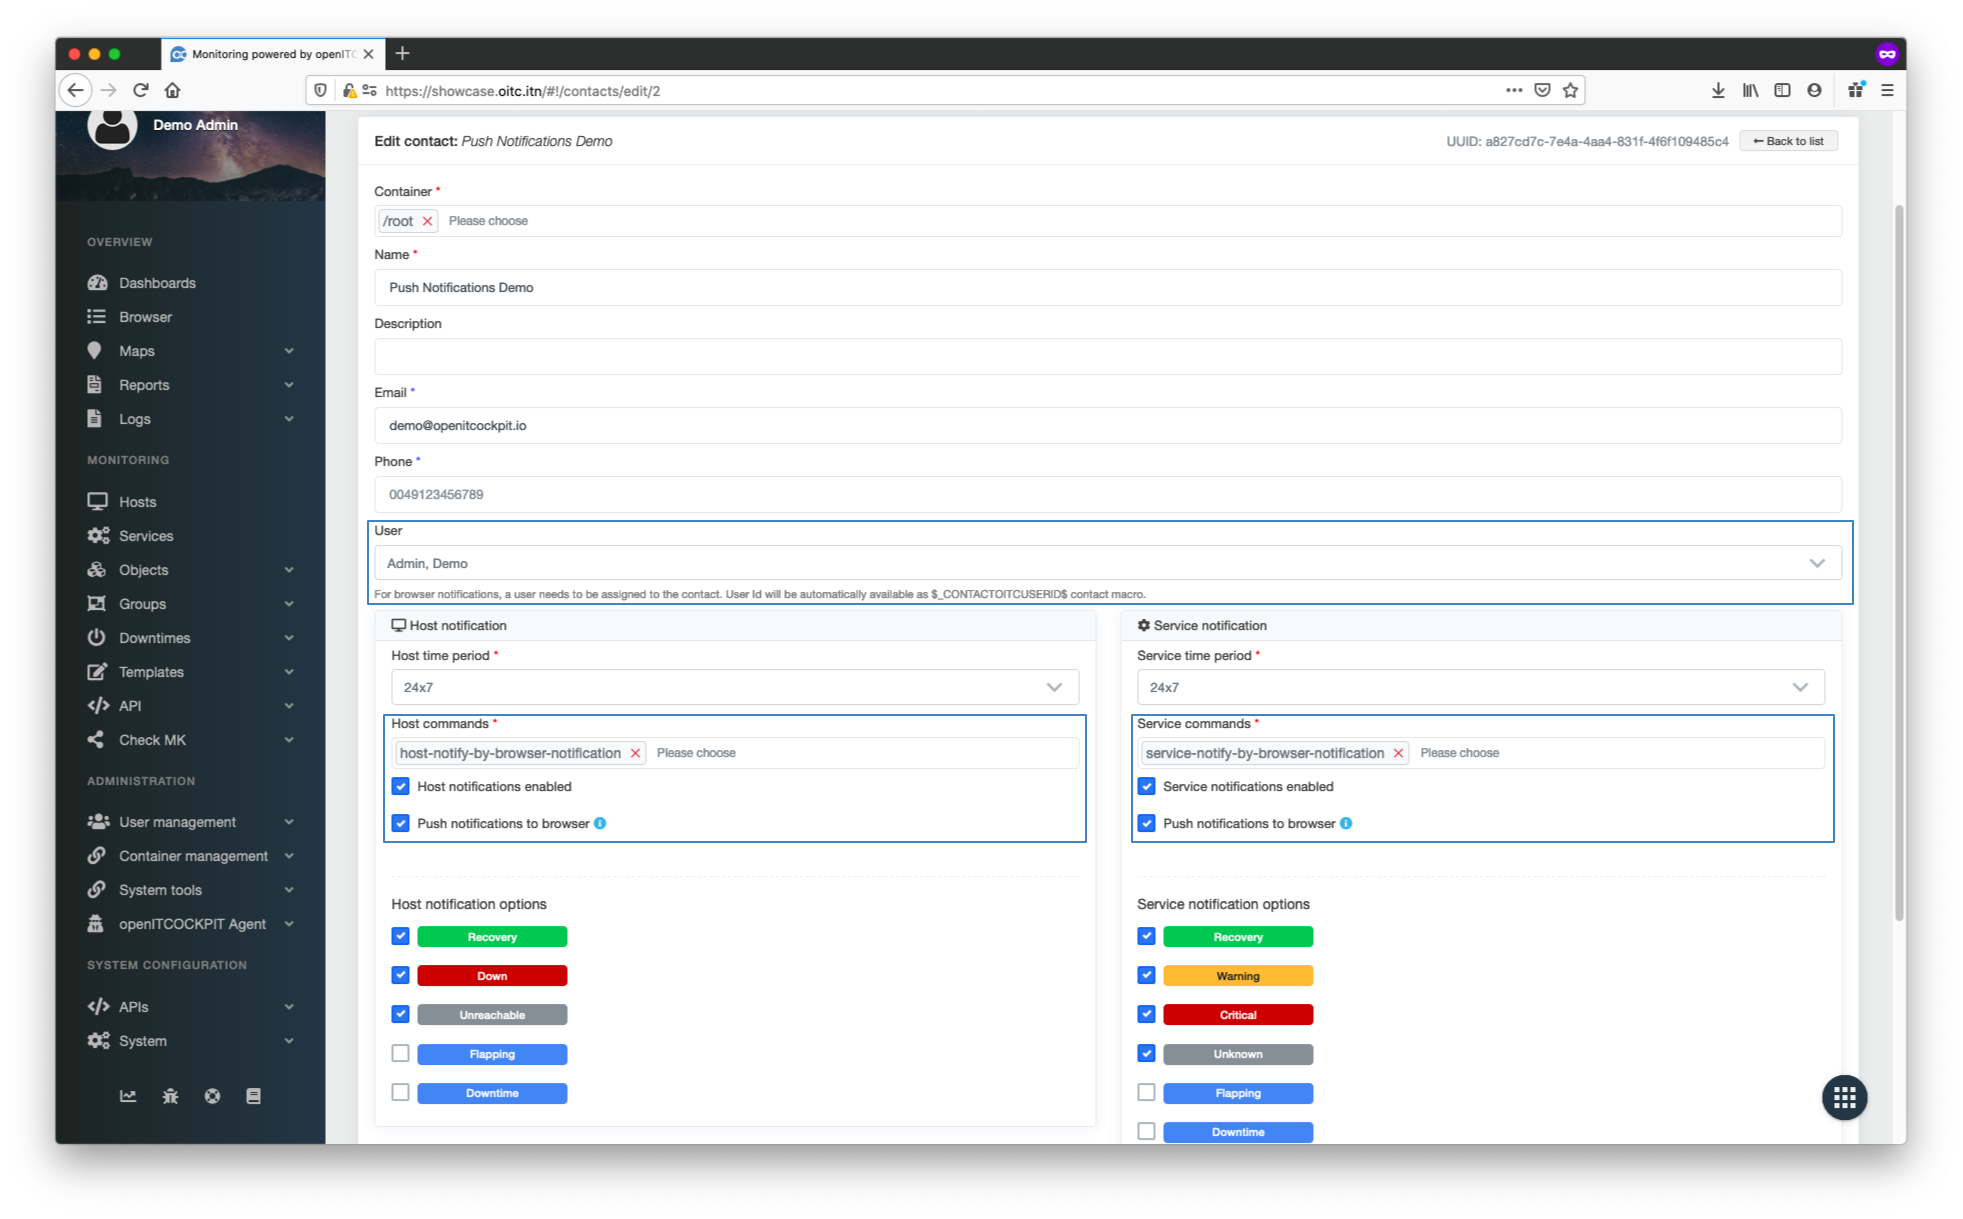 Monitoring powered by openITC
https://showcase.oitc.itn/#!/contacts/edit/2
Demo Admin
OVERVIEW
Dashboards
Browser
Maps
Reports
Logs
MONITORING
Hosts
Services
Objects
Groups
Downtimes
Templates
API
Check MK
ADMINISTRATION
User management
Container management
System tools
openITCOCKPIT Agent
SYSTEM CONFIGURATION
APIs
System
Edit contact: Push Notifications Demo
UUID: a827cd7c-7e4a-4aa4-831f-4f6f109485c4
Back to list
Container *
/root Please choose
Name *
Push Notifications Demo
Description
Email *
demo@openitcockpit.io
Phone *
0049123456789
User
Admin, Demo
For browser notifications, a user needs to be assigned to the contact. User Id will be automatically available as $_CONTACTOITCUSERID$ contact macro.
Host notification
Host time period *
24x7
Host commands *
host-notify-by-browser-notification Please choose
Host notifications enabled
Push notifications to browser
Host notification options
Recovery
Down
Unreachable
Flapping
Downtime
Service notification
Service time period *
24x7
Service commands *
service-notify-by-browser-notification Please choose
Service notifications enabled
Push notifications to browser
Service notification options
Recovery
Warning
Critical
Unknown
Flapping
Downtime